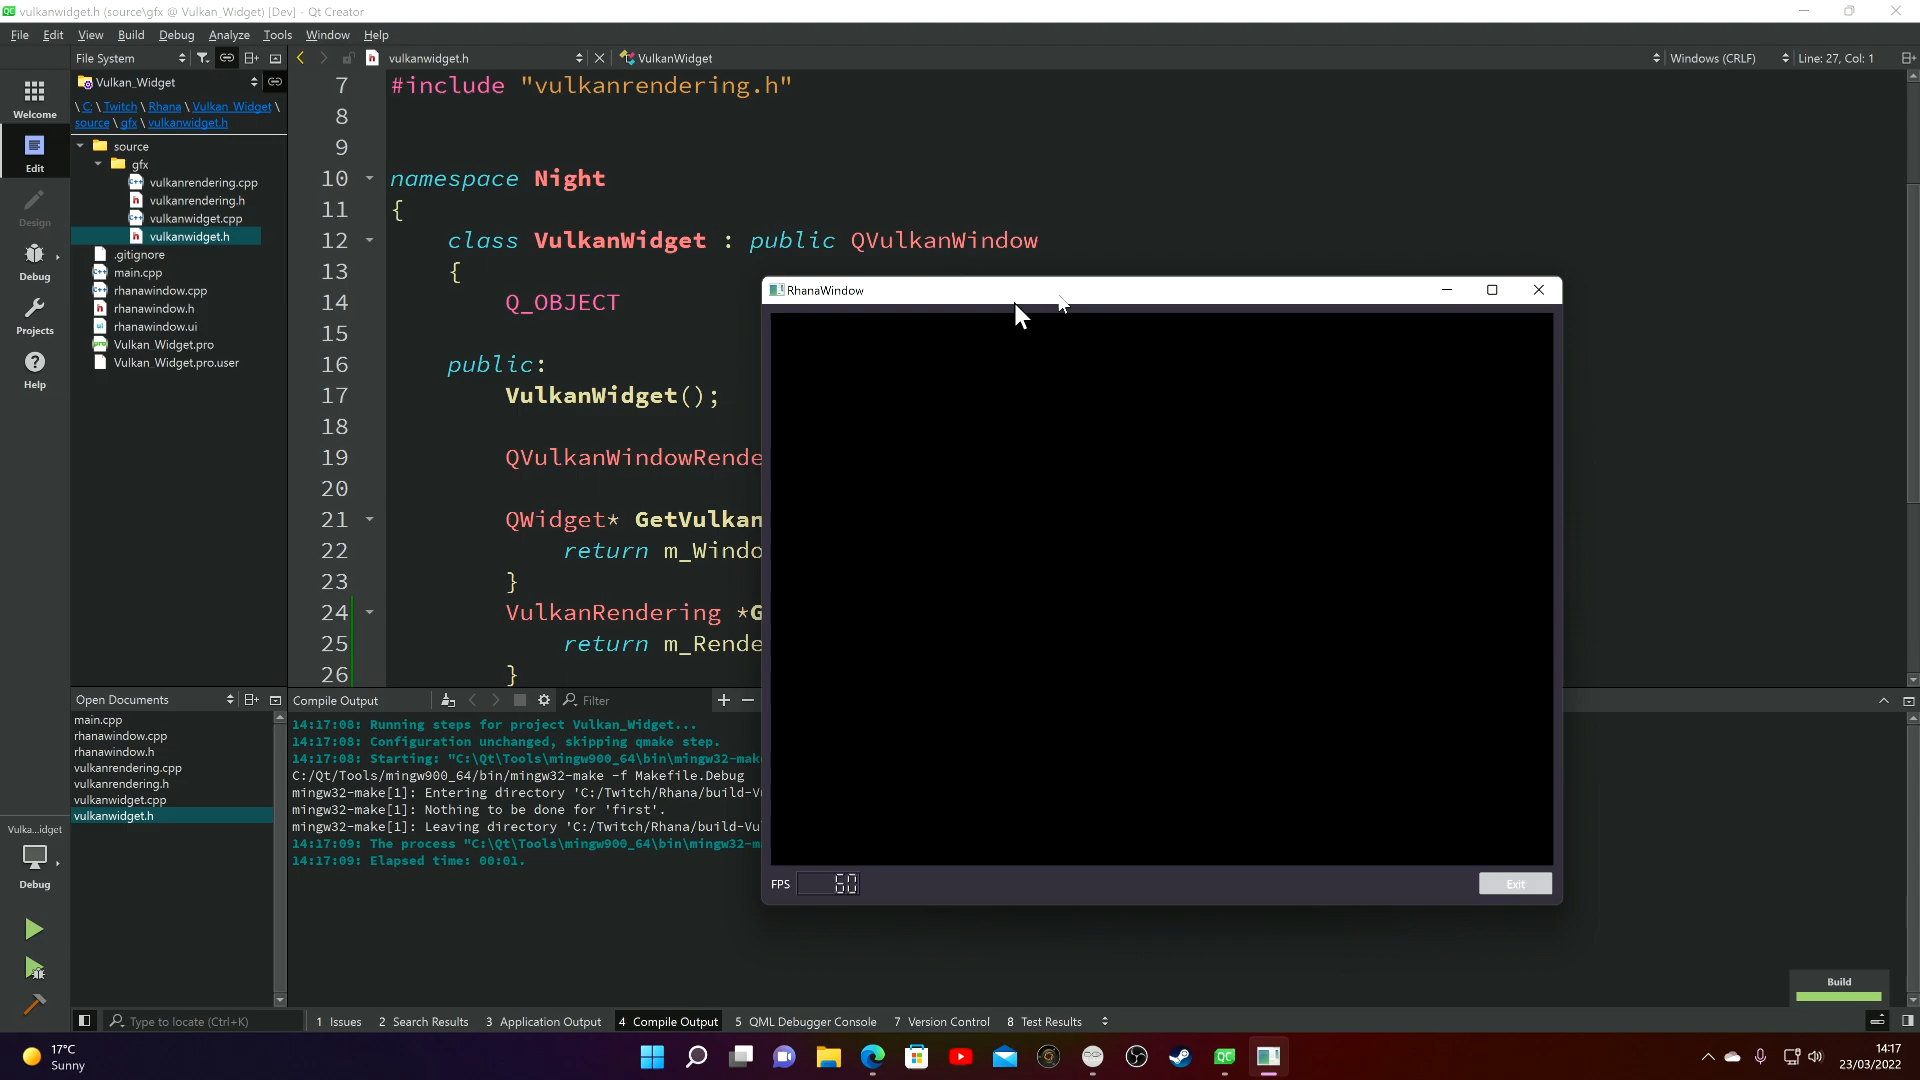 vulkanwidget.h (source\gfx @ Vulkan_Widget) [Dev] - Qt Creator
File Edit View Build Debug Analyze Tools Window Help
File System vulkanwidget.h VulkanWidget Windows (CRLF) Line: 27, Col: 1
Vulkan_Widget
\ C: \ Twitch \ Rhana \ Vulkan_Widget \
source \ gfx \ vulkanwidget.h
Welcome
Edit
Design
Debug
Projects
Help
source
gfx
vulkanrendering.cpp
vulkanrendering.h
vulkanwidget.cpp
vulkanwidget.h
.gitignore
main.cpp
rhanawindow.cpp
rhanawindow.h
rhanawindow.ui
Vulkan_Widget.pro
Vulkan_Widget.pro.user
7 #include "vulkanrendering.h"
8
9
10 namespace Night
11 {
12 class VulkanWidget : public QVulkanWindow
13 {
14 Q_OBJECT
15
16 public:
17 VulkanWidget();
18
19 QVulkanWindowRende
20
21 QWidget* GetVulkan
22 return m_Windo
23 }
24 VulkanRendering *G
25 return m_Rende
26 }
RhanaWindow
FPS 60
Exit
Open Documents
main.cpp
rhanawindow.cpp
rhanawindow.h
vulkanrendering.cpp
vulkanrendering.h
vulkanwidget.cpp
vulkanwidget.h
Compile Output Filter
14:17:08: Running steps for project Vulkan_Widget...
14:17:08: Configuration unchanged, skipping qmake step.
14:17:08: Starting: "C:\Qt\Tools\mingw900_64\bin\mingw32-mak
C:/Qt/Tools/mingw900_64/bin/mingw32-make -f Makefile.Debug
mingw32-make[1]: Entering directory 'C:/Twitch/Rhana/build-V
mingw32-make[1]: Nothing to be done for 'first'.
mingw32-make[1]: Leaving directory 'C:/Twitch/Rhana/build-Vu
14:17:09: The process "C:\Qt\Tools\mingw900_64\bin\mingw32-m
14:17:09: Elapsed time: 00:01.
Vulka...idget
Debug
Build
Type to locate (Ctrl+K) 1 Issues 2 Search Results 3 Application Output 4 Compile Output 5 QML Debugger Console 7 Version Control 8 Test Results
17°C
Sunny
14:17
23/03/2022